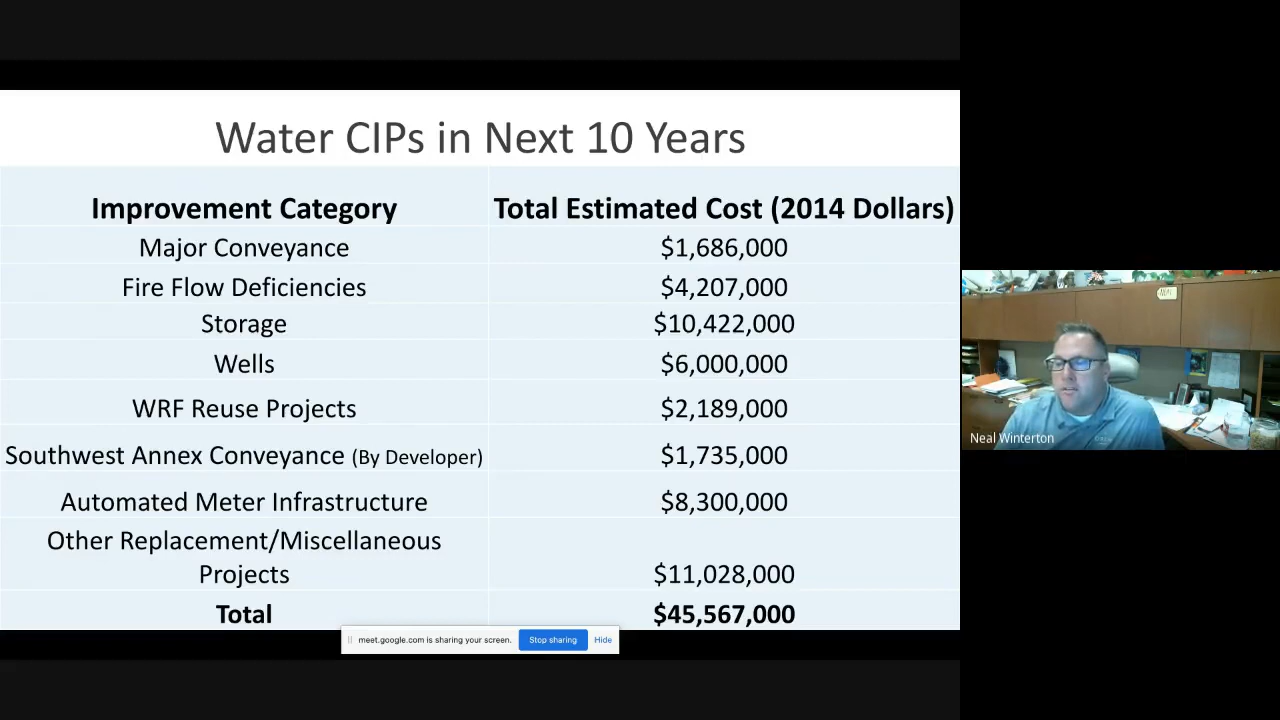 Water CIPs in Next 10 Years
Improvement Category Total Estimated Cost (2014 Dollars)
Major Conveyance $1,686,000
Fire Flow Deficiencies $4,207,000
Storage $10,422,000
Wells $6,000,000
WRF Reuse Projects $2,189,000
Southwest Annex Conveyance (By Developer) $1,735,000
Automated Meter Infrastructure $8,300,000
Other Replacement/Miscellaneous
Projects $11,028,000
Total $45,567,000
meet.google.com is sharing your screen. Stop sharing Hide
Neal Winterton